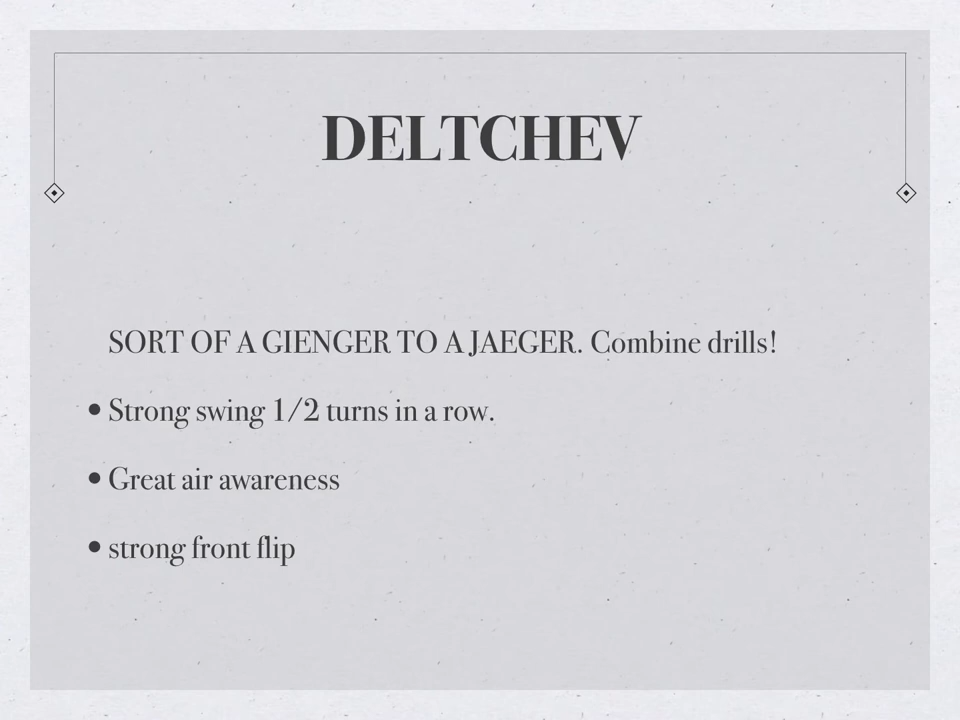 DELTCHEV
SORT OF A GIENGER TO A JAEGER. Combine drills!
• Strong swing 1/2 turns in a row.
• Great air awareness
• strong front flip